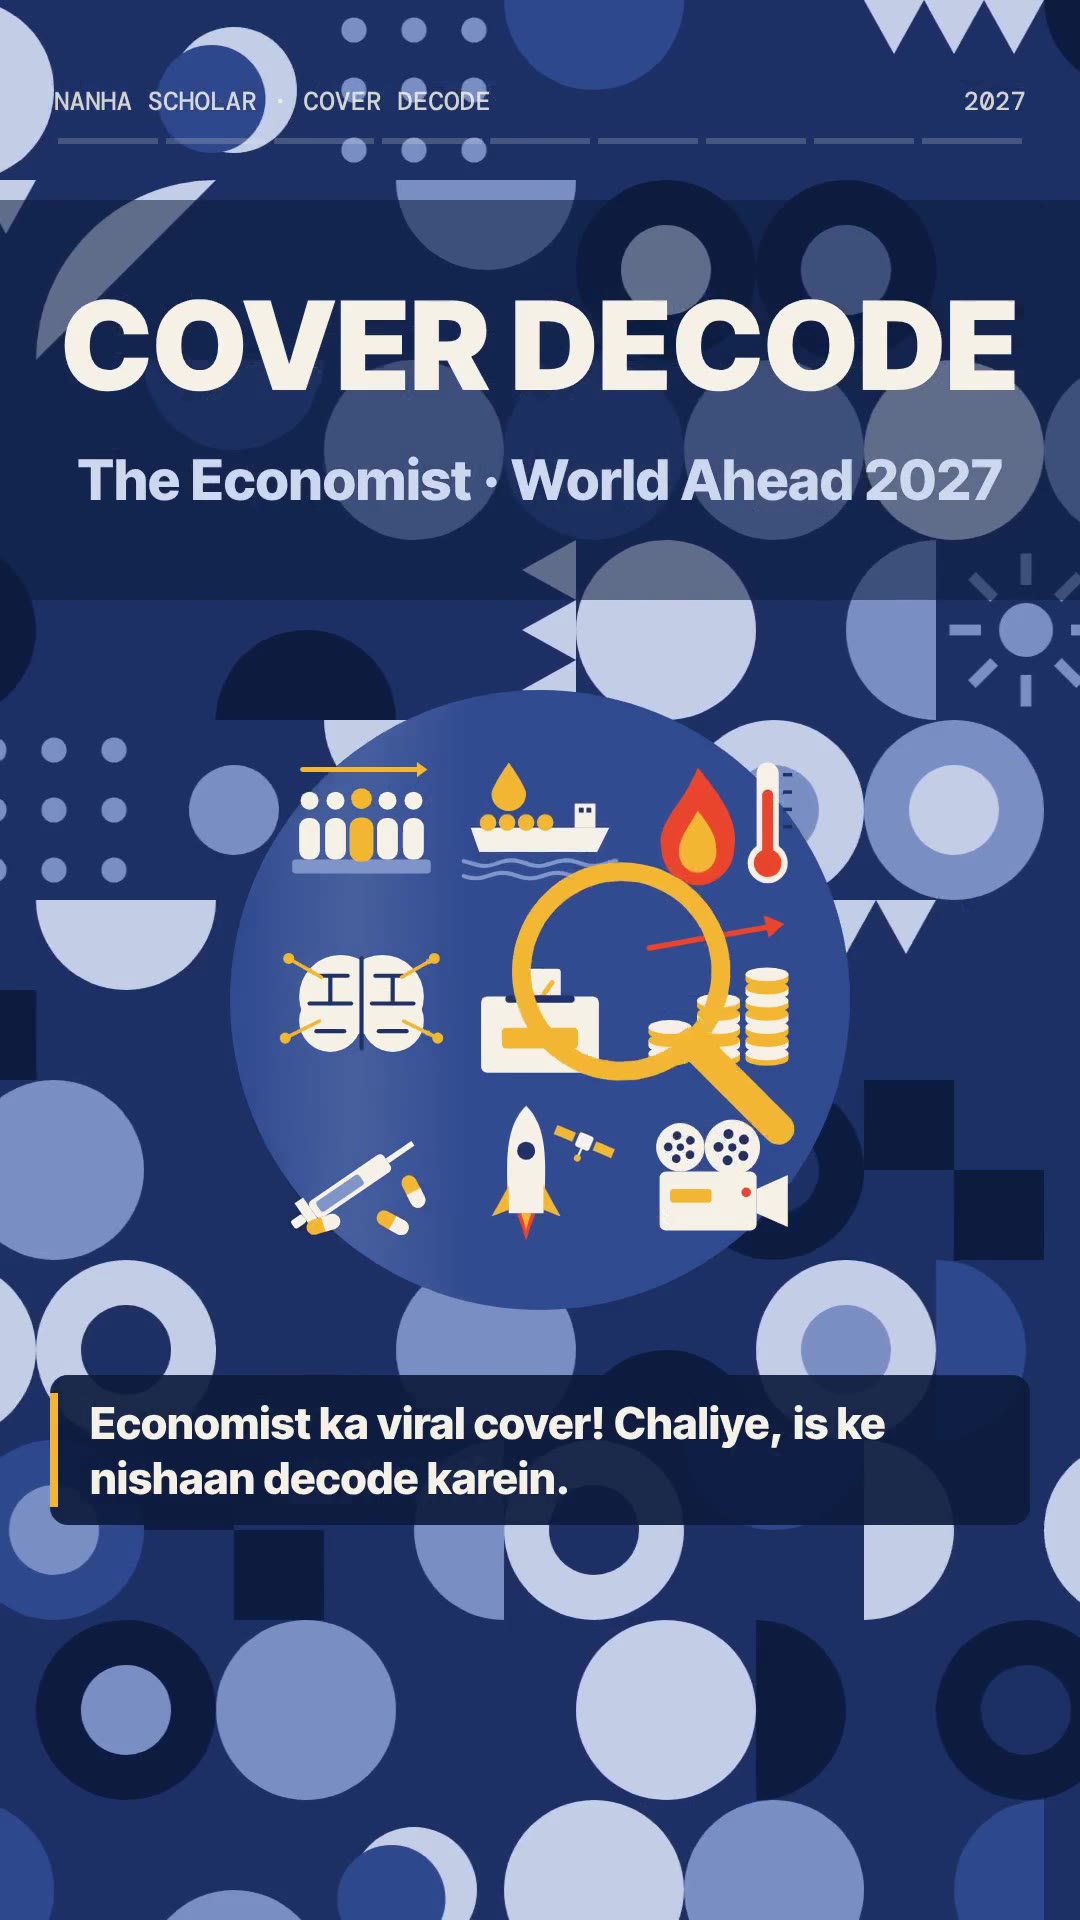 NANHA SCHOLAR · COVER DECODE
2027
COVER DECODE
The Economist · World Ahead 2027
Economist ka viral cover! Chaliye, is ke
nishaan decode karein.